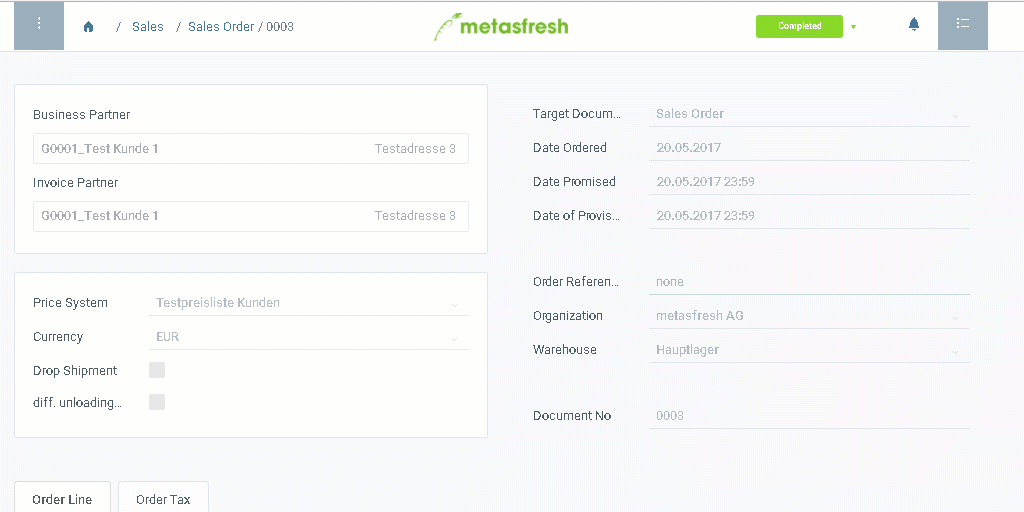 / Sales / Sales Order / 0003
metasfresh
Completed
Business Partner
G0001_Test Kunde 1 Testadresse 3
Invoice Partner
G0001_Test Kunde 1 Testadresse 3
Price System Testpreisliste Kunden
Currency EUR
Drop Shipment
diff. unloading...
Target Docum... Sales Order
Date Ordered 20.05.2017
Date Promised 20.05.2017 23:59
Date of Provis... 20.05.2017 23:59
Order Referen... none
Organization metasfresh AG
Warehouse Hauptlager
Document No 0003
Order Line Order Tax